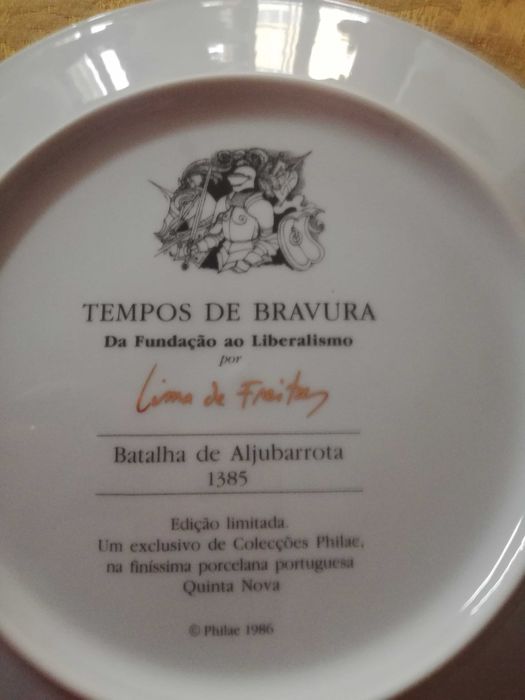 TEMPOS DE BRAVURA
Da Fundação ao Liberalismo
por
Lima de Freitas
Batalha de Aljubarrota
1385
Edição limitada.
Um exclusivo de Colecções Philae,
na finíssima porcelana portuguesa
Quinta Nova
© Philae 1986